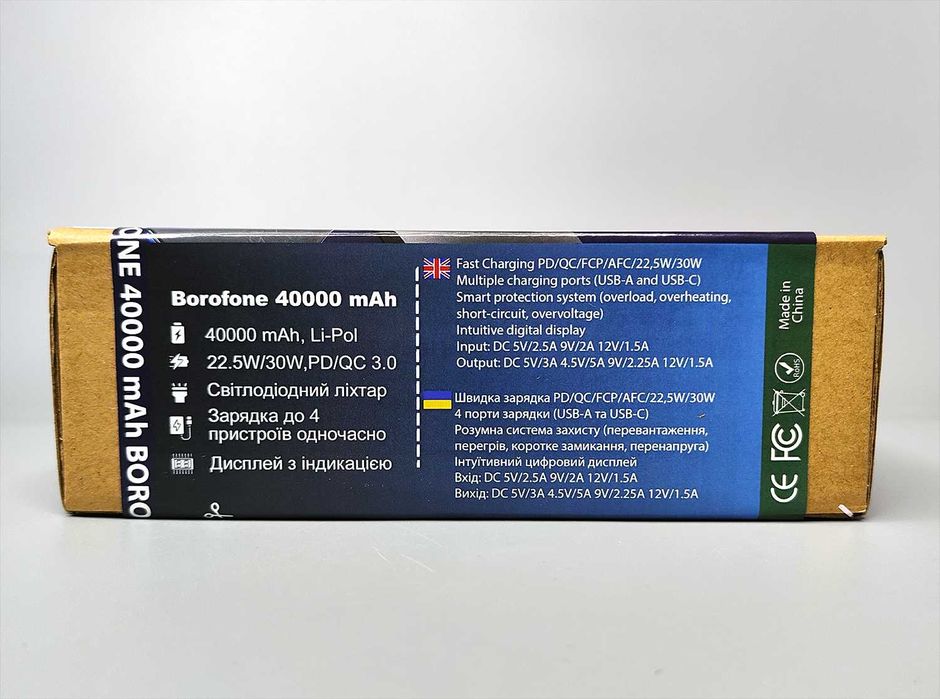 ONE 40000 mAh BORO
Borofone 40000 mAh
40000 mAh, Li-Pol
22.5W/30W,PD/QC 3.0
Світлодіодний ліхтар
Зарядка до 4
пристроїв одночасно
Дисплей з індикацією
Fast Charging PD/QC/FCP/AFC/22,5W/30W
Multiple charging ports (USB-A and USB-C)
Smart protection system (overload, overheating,
short-circuit, overvoltage)
Intuitive digital display
Input: DC 5V/2.5A 9V/2A 12V/1.5A
Output: DC 5V/3A 4.5V/5A 9V/2.25A 12V/1.5A
Швидка зарядка PD/QC/FCP/AFC/22,5W/30W
4 порти зарядки (USB-A та USB-C)
Розумна система захисту (перевантаження,
перегрів, коротке замикання, перенапруга)
Інтуїтивний цифровий дисплей
Вхід: DC 5V/2.5A 9V/2A 12V/1.5A
Вихід: DC 5V/3A 4.5V/5A 9V/2.25A 12V/1.5A
Made in
China
RoHS
CE FC